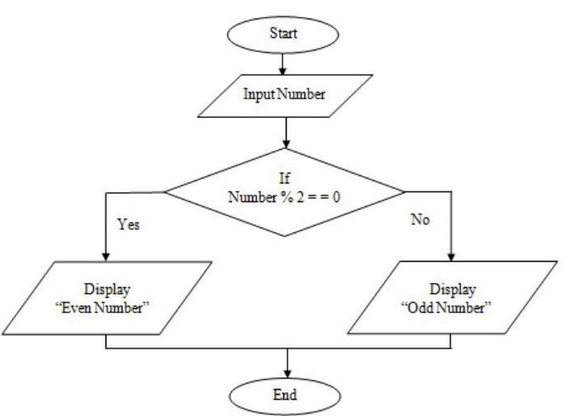 Start
Input Number
If
Number % 2 = = 0
Yes
No
Display
“Even Number”
Display
“Odd Number”
End